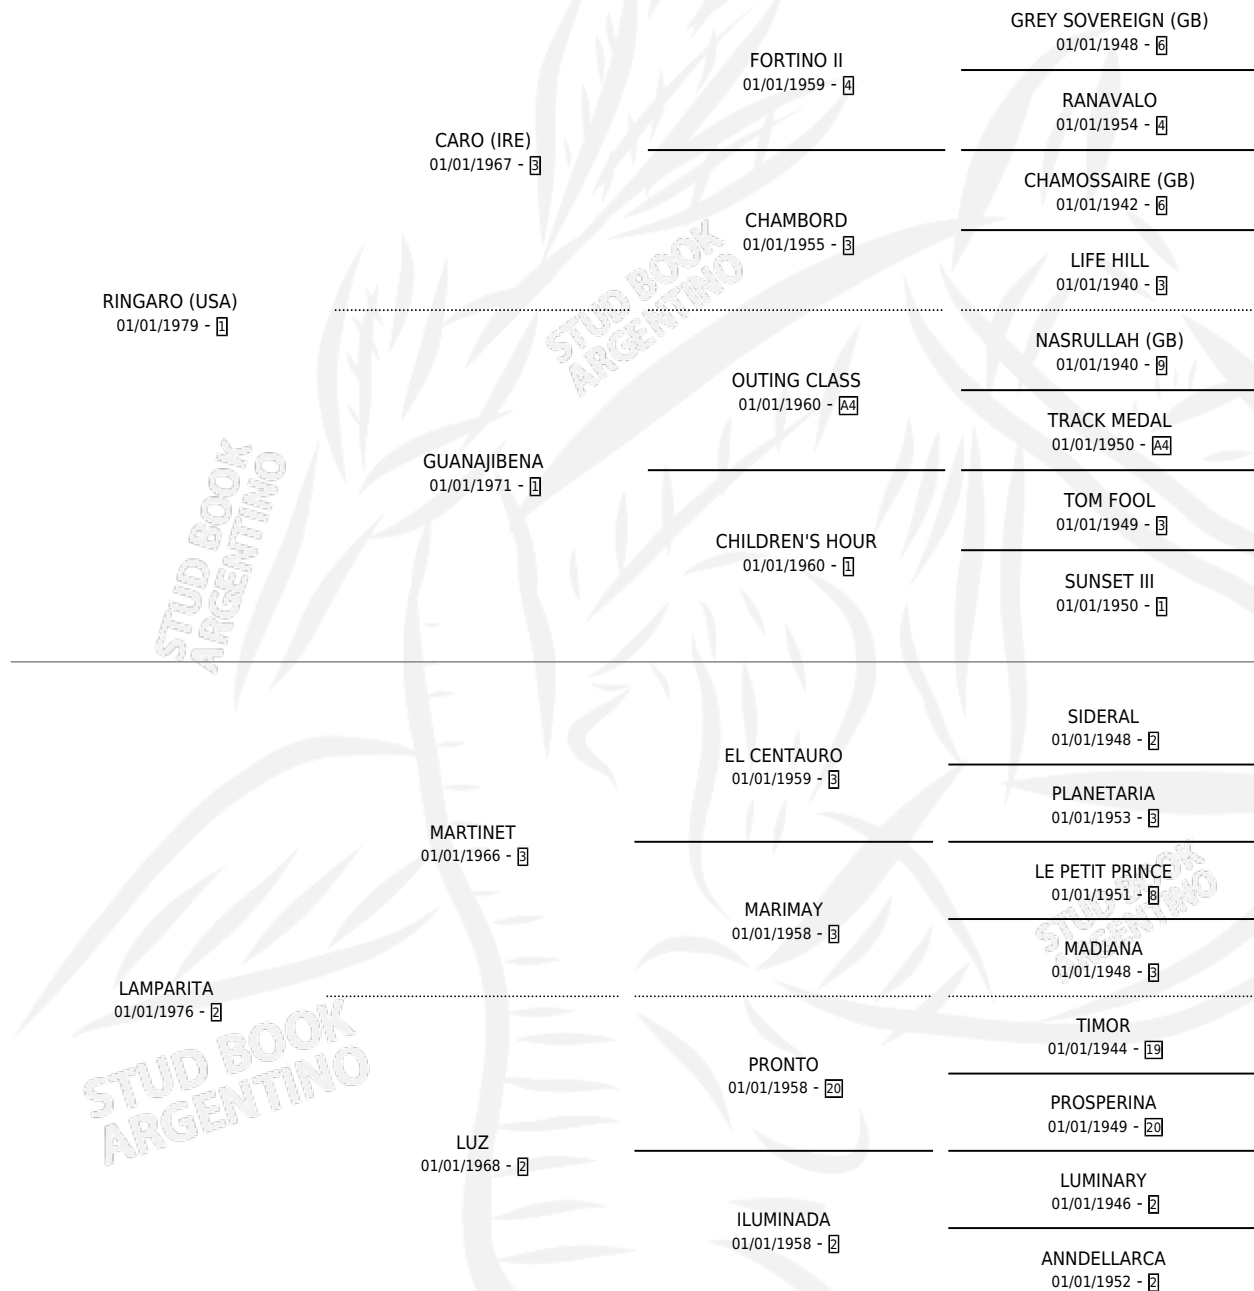 GREY SOVEREIGN (GB)
01/01/1948 - 6
FORTINO II
01/01/1959 - 4
RANAVALO
01/01/1954 - 4
CARO (IRE)
01/01/1967 - 3
CHAMOSSAIRE (GB)
01/01/1942 - 6
CHAMBORD
01/01/1955 - 3
LIFE HILL
01/01/1940 - 3
RINGARO (USA)
01/01/1979 - 1
NASRULLAH (GB)
01/01/1940 - 9
OUTING CLASS
01/01/1960 - A4
TRACK MEDAL
01/01/1950 - A4
GUANAJIBENA
01/01/1971 - 1
TOM FOOL
01/01/1949 - 3
CHILDREN'S HOUR
01/01/1960 - 1
SUNSET III
01/01/1950 - 1
STUD BOOK
ARGENTINO
STUD BOOK
ARGENTINO
SIDERAL
01/01/1948 - 2
EL CENTAURO
01/01/1959 - 3
PLANETARIA
01/01/1953 - 3
MARTINET
01/01/1966 - 3
LE PETIT PRINCE
01/01/1951 - 8
MARIMAY
01/01/1958 - 3
MADIANA
01/01/1948 - 3
STUD BOOK
ARGENTINO
LAMPARITA
01/01/1976 - 2
TIMOR
01/01/1944 - 19
PRONTO
01/01/1958 - 20
PROSPERINA
01/01/1949 - 20
STUD BOOK
ARGENTINO
LUZ
01/01/1968 - 2
LUMINARY
01/01/1946 - 2
ILUMINADA
01/01/1958 - 2
ANNDELLARCA
01/01/1952 - 2